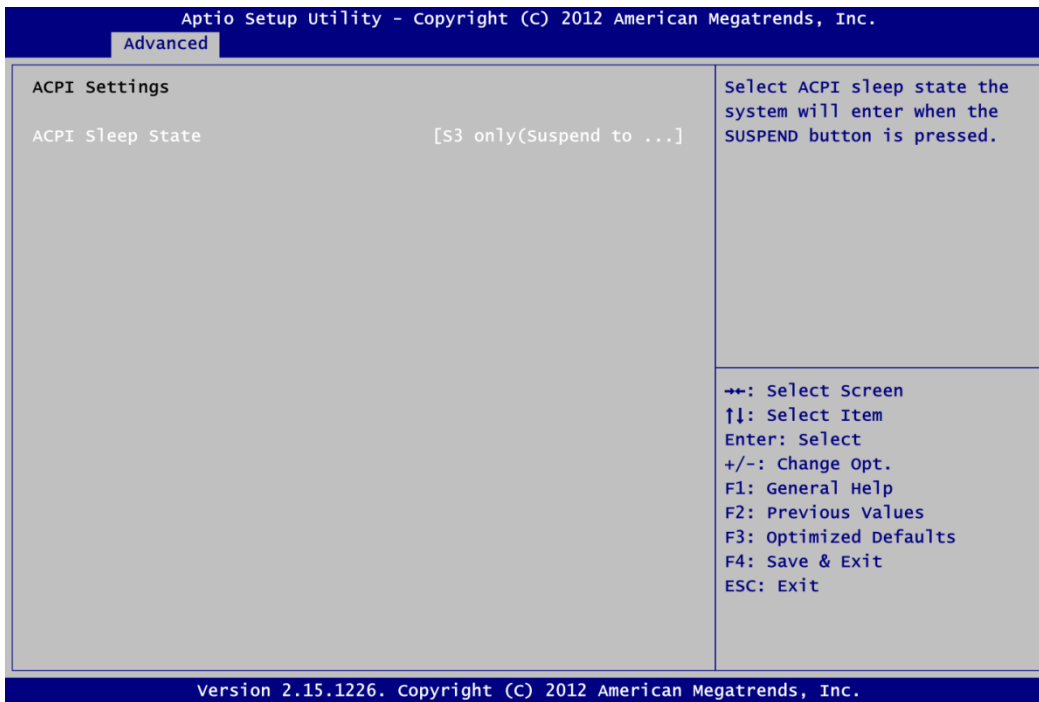 Aptio Setup Utility - Copyright (C) 2012 American Megatrends, Inc.
Advanced
ACPI Settings
ACPI Sleep State [S3 only(Suspend to ...]
Select ACPI sleep state the
system will enter when the
SUSPEND button is pressed.
→←: Select Screen
↑↓: Select Item
Enter: Select
+/-: Change Opt.
F1: General Help
F2: Previous Values
F3: Optimized Defaults
F4: Save & Exit
ESC: Exit
Version 2.15.1226. Copyright (C) 2012 American Megatrends, Inc.